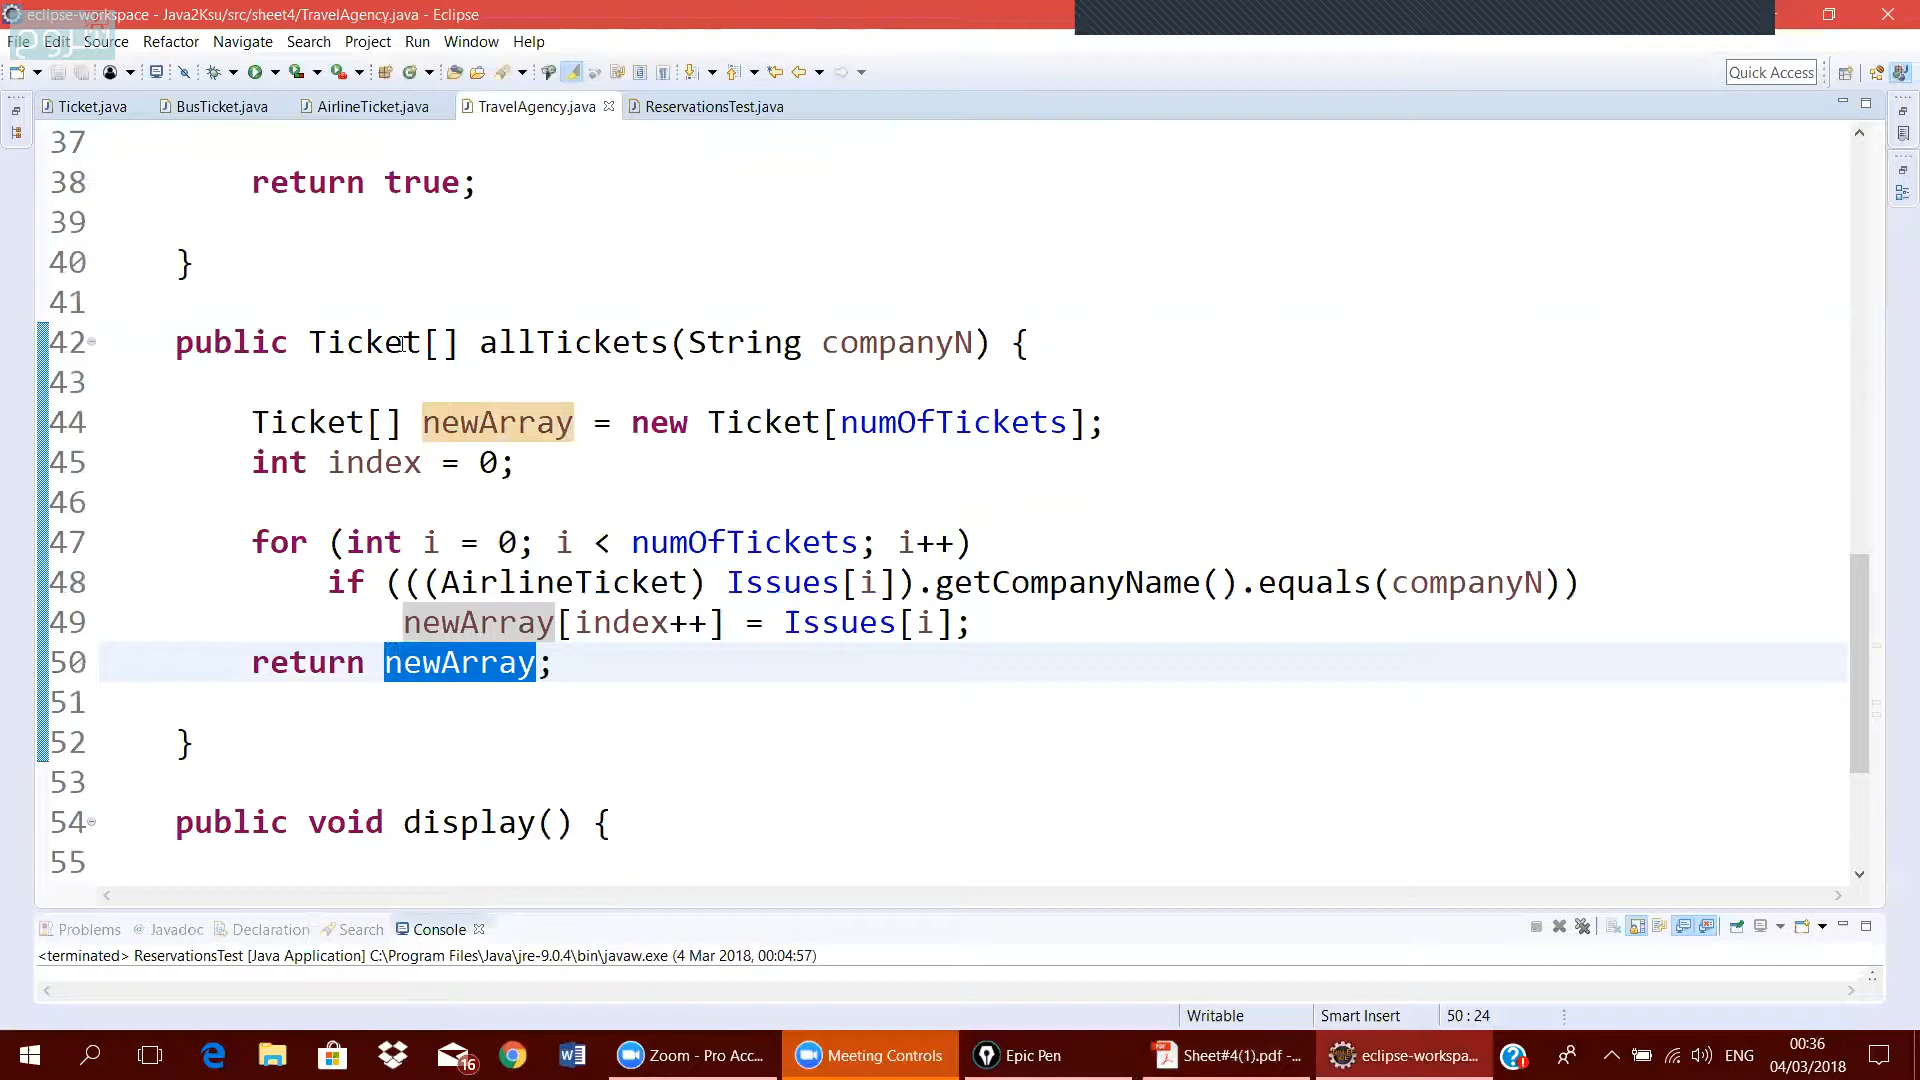 eclipse-workspace - Java2Ksu/src/sheet4/TravelAgency.java - Eclipse
File Edit Source Refactor Navigate Search Project Run Window Help
Quick Access
Ticket.java BusTicket.java AirlineTicket.java TravelAgency.java ReservationsTest.java
37
38 return true;
39
40 }
41
42 public Ticket[] allTickets(String companyN) {
43
44 Ticket[] newArray = new Ticket[numOfTickets];
45 int index = 0;
46
47 for (int i = 0; i < numOfTickets; i++)
48 if (((AirlineTicket) Issues[i]).getCompanyName().equals(companyN))
49 newArray[index++] = Issues[i];
50 return newArray;
51
52 }
53
54 public void display() {
55
Problems @ Javadoc Declaration Search Console
<terminated> ReservationsTest [Java Application] C:\Program Files\Java\jre-9.0.4\bin\javaw.exe (4 Mar 2018, 00:04:57)
Writable Smart Insert 50 : 24
16 Zoom - Pro Acc... Meeting Controls Epic Pen Sheet#4(1).pdf -... eclipse-workspa... ENG 00:36
04/03/2018